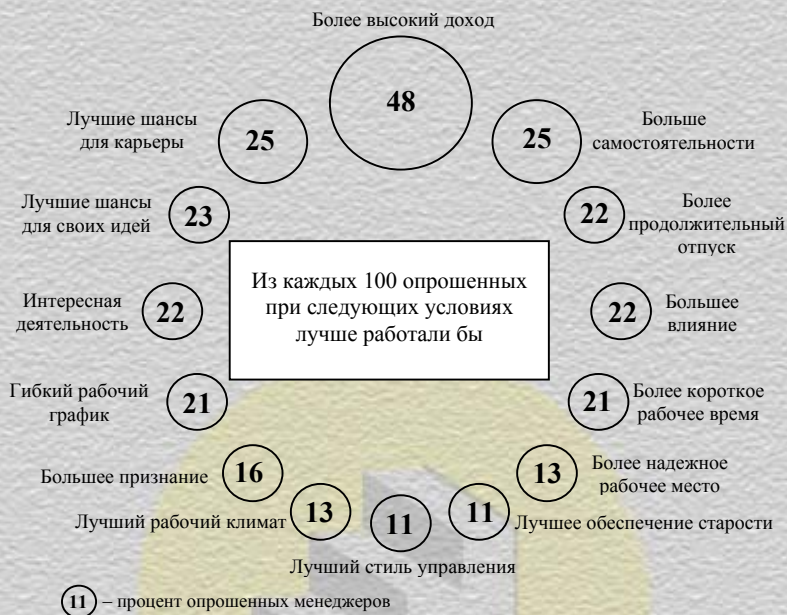 Более высокий доход
48
Лучшие шансы
для карьеры
25
25
Больше
самостоятельности
Лучшие шансы
для своих идей
23
22
Более
продолжительный
отпуск
Из каждых 100 опрошенных
при следующих условиях
лучше работали бы
Интересная
деятельность
22
22
Большее
влияние
Гибкий рабочий
график
21
21
Более короткое
рабочее время
Большее признание
16
13
Более надежное
рабочее место
Лучший рабочий климат
13
11
11
Лучшее обеспечение старости
Лучший стиль управления
11 – процент опрошенных менеджеров